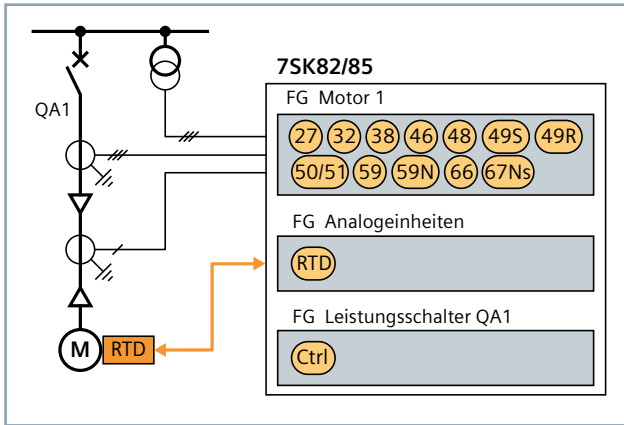 7SK82/85
QA1
FG Motor 1
27 32 38 46 48 49S 49R
50/51 59 59N 66 67Ns
FG Analogeinheiten
RTD
M RTD
FG Leistungsschalter QA1
Ctrl